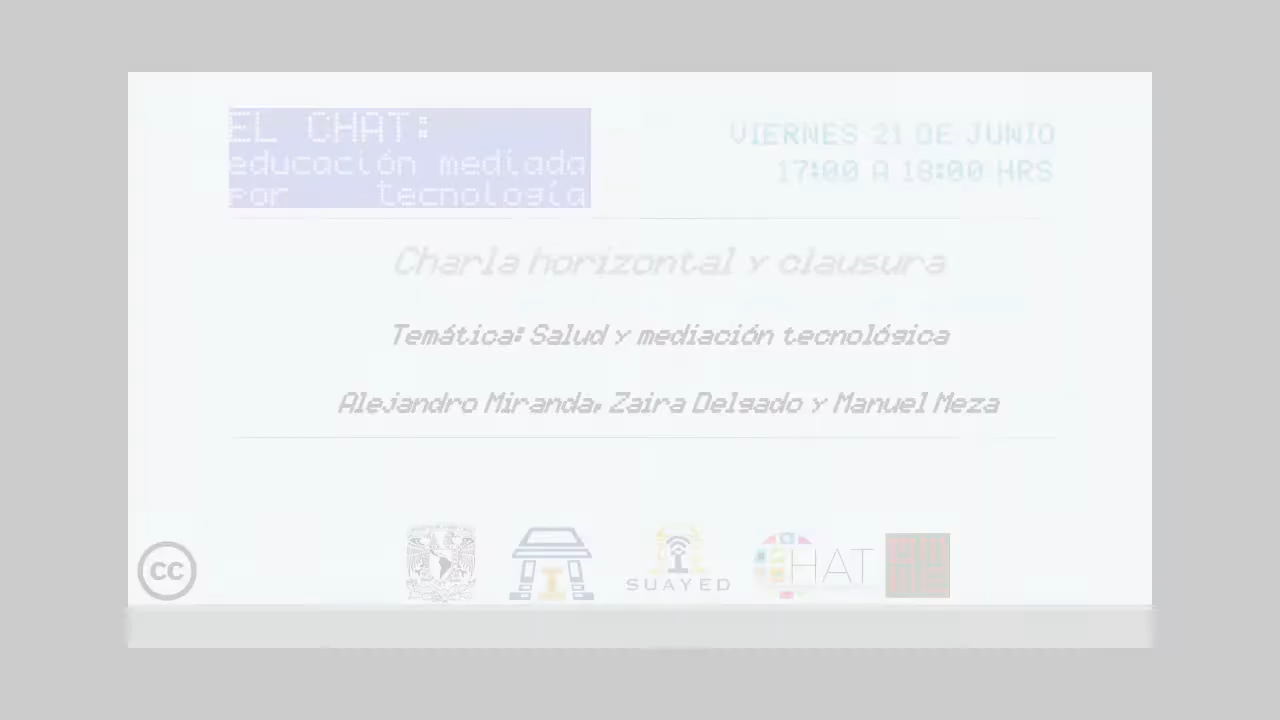 EL CHAT:
educación mediada
por tecnología
VIERNES 21 DE JUNIO
17:00 A 18:00 HRS
Charla horizontal y clausura
Temática: Salud y mediación tecnológica
Alejandro Miranda, Zaira Delgado y Manuel Meza
cc
SUAYED
CHAT